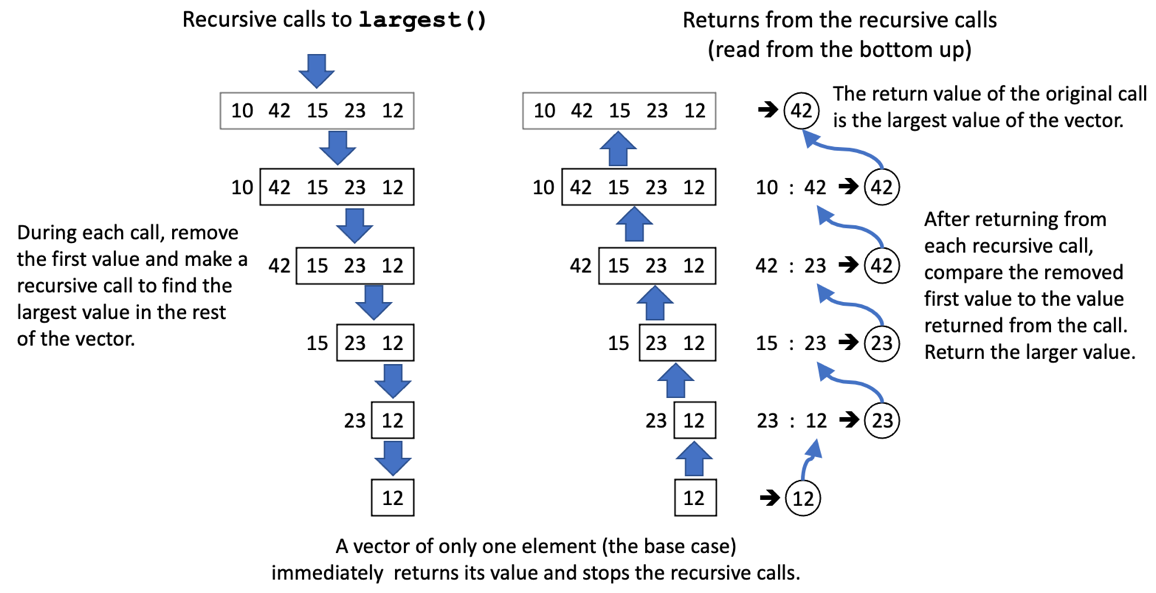 Recursive calls to largest()
10 42 15 23 12
10 42 15 23 12
During each call, remove
the first value and make a
recursive call to find the
largest value in the rest
of the vector.
42 15 23 12
15 23 12
23 12
12
Returns from the recursive calls
(read from the bottom up)
10 42 15 23 12 ➔ 42
The return value of the original call
is the largest value of the vector.
10 42 15 23 12 10 : 42 ➔ 42
42 15 23 12 42 : 23 ➔ 42
15 23 12 15 : 23 ➔ 23
23 12 23 : 12 ➔ 23
12 ➔ 12
After returning from
each recursive call,
compare the removed
first value to the value
returned from the call.
Return the larger value.
A vector of only one element (the base case)
immediately returns its value and stops the recursive calls.